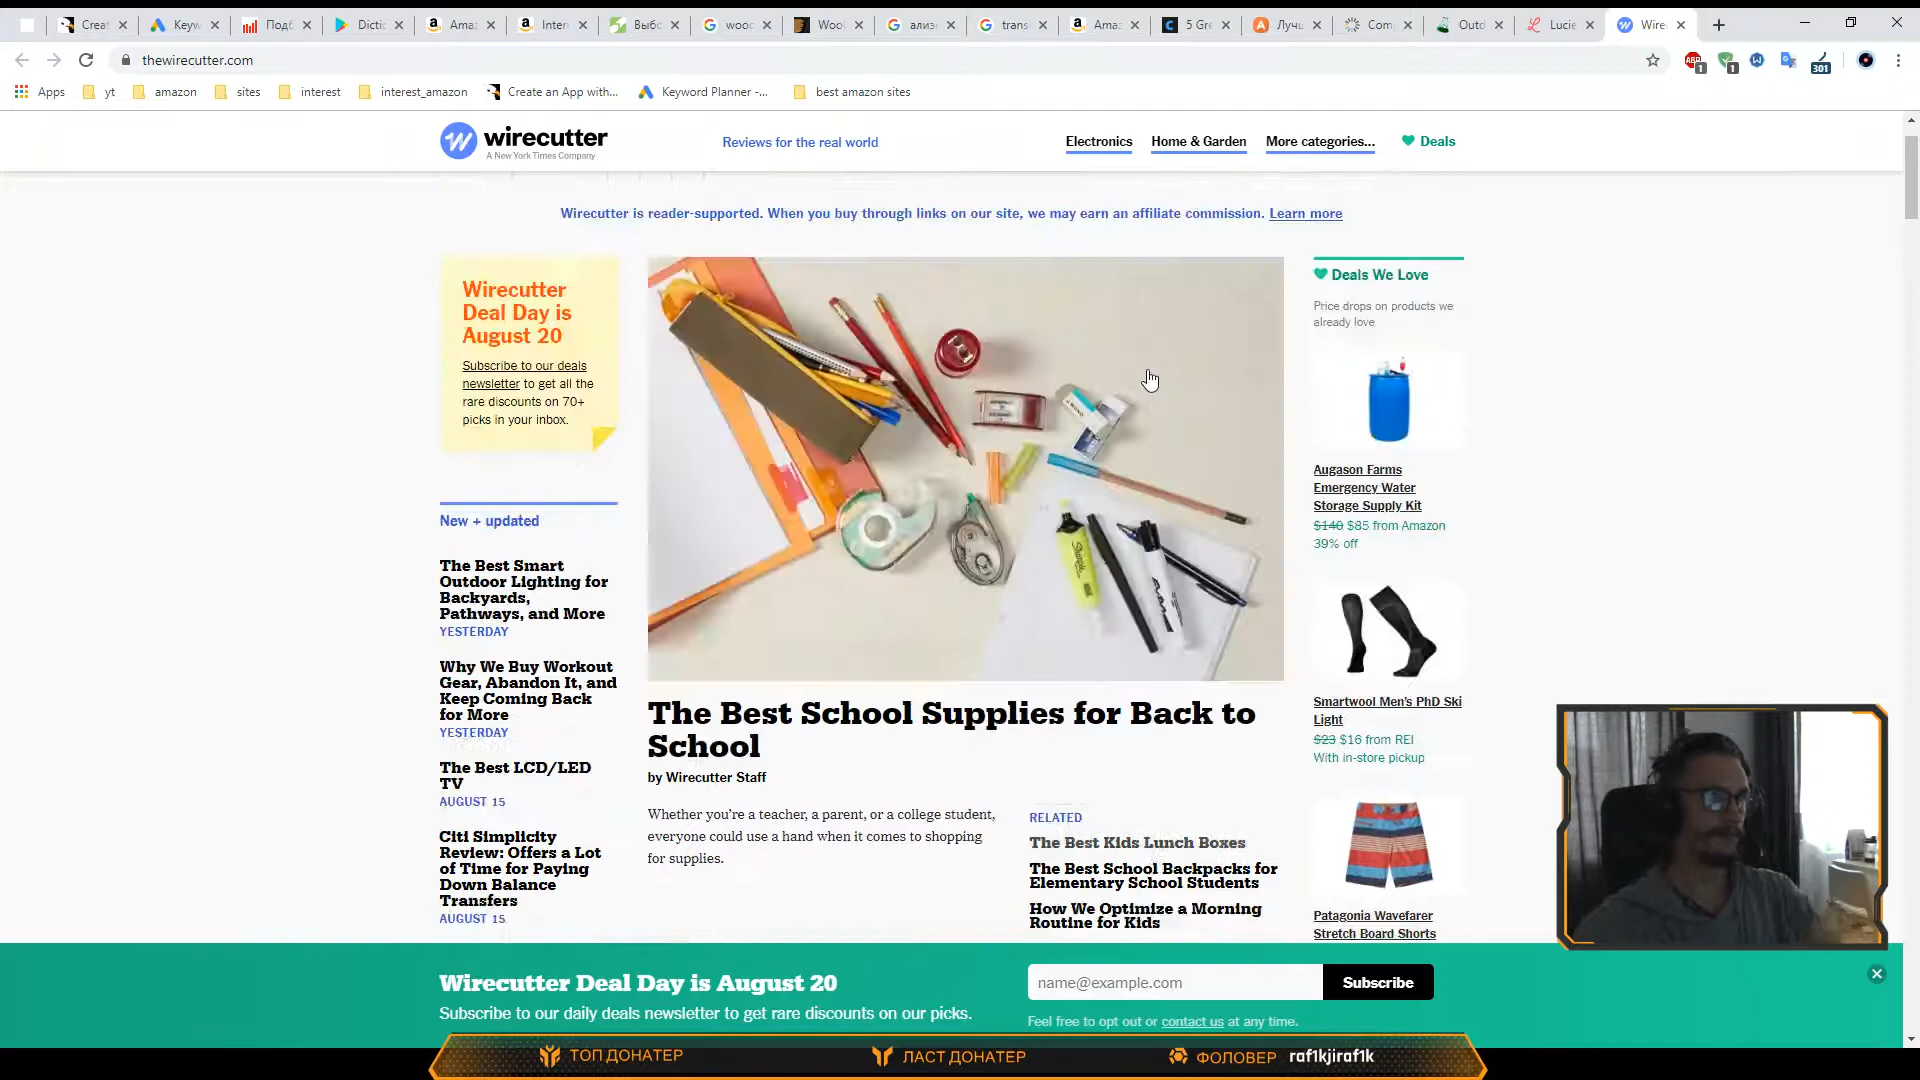 Creat
Keyw
Подб
Dictic
Amaz
Inter
Выбо
wooc
Woo
ализ
trans
Amaz
5 Gre
Лучш
Com
Outd
Lucie
Wire
thewirecutter.com
ABP
1
1
301
Apps
yt
amazon
sites
interest
interest_amazon
Create an App with...
Keyword Planner -...
best amazon sites
wirecutter
A New York Times Company
Reviews for the real world
Electronics
Home & Garden
More categories...
Deals
Wirecutter is reader-supported. When you buy through links on our site, we may earn an affiliate commission. Learn more
Wirecutter
Deal Day is
August 20
Subscribe to our deals
newsletter to get all the
rare discounts on 70+
picks in your inbox.
New + updated
The Best Smart
Outdoor Lighting for
Backyards,
Pathways, and More
YESTERDAY
Why We Buy Workout
Gear, Abandon It, and
Keep Coming Back
for More
YESTERDAY
The Best LCD/LED
TV
AUGUST 15
Citi Simplicity
Review: Offers a Lot
of Time for Paying
Down Balance
Transfers
AUGUST 15
The Best School Supplies for Back to
School
by Wirecutter Staff
Whether you're a teacher, a parent, or a college student,
everyone could use a hand when it comes to shopping
for supplies.
RELATED
The Best Kids Lunch Boxes
The Best School Backpacks for
Elementary School Students
How We Optimize a Morning
Routine for Kids
Deals We Love
Price drops on products we
already love
Augason Farms
Emergency Water
Storage Supply Kit
$140 $85 from Amazon
39% off
Smartwool Men's PhD Ski
Light
$23 $16 from REI
With in-store pickup
Patagonia Wavefarer
Stretch Board Shorts
Wirecutter Deal Day is August 20
Subscribe to our daily deals newsletter to get rare discounts on our picks.
name@example.com
Subscribe
Feel free to opt out or contact us at any time.
ТОП ДОНАТЕР
ЛАСТ ДОНАТЕР
ФОЛОВЕР raf1kjiraf1k